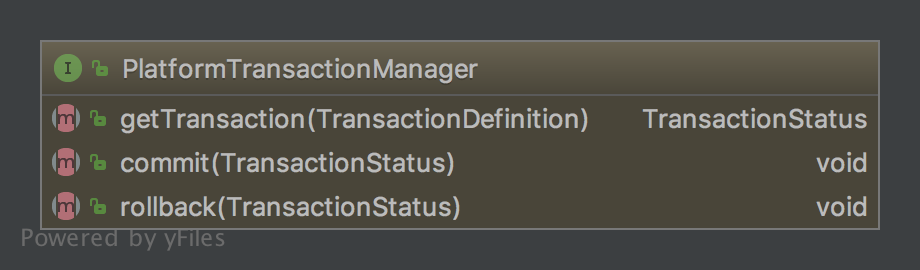 I PlatformTransactionManager
m getTransaction(TransactionDefinition) TransactionStatus
m commit(TransactionStatus) void
m rollback(TransactionStatus) void
Powered by yFiles